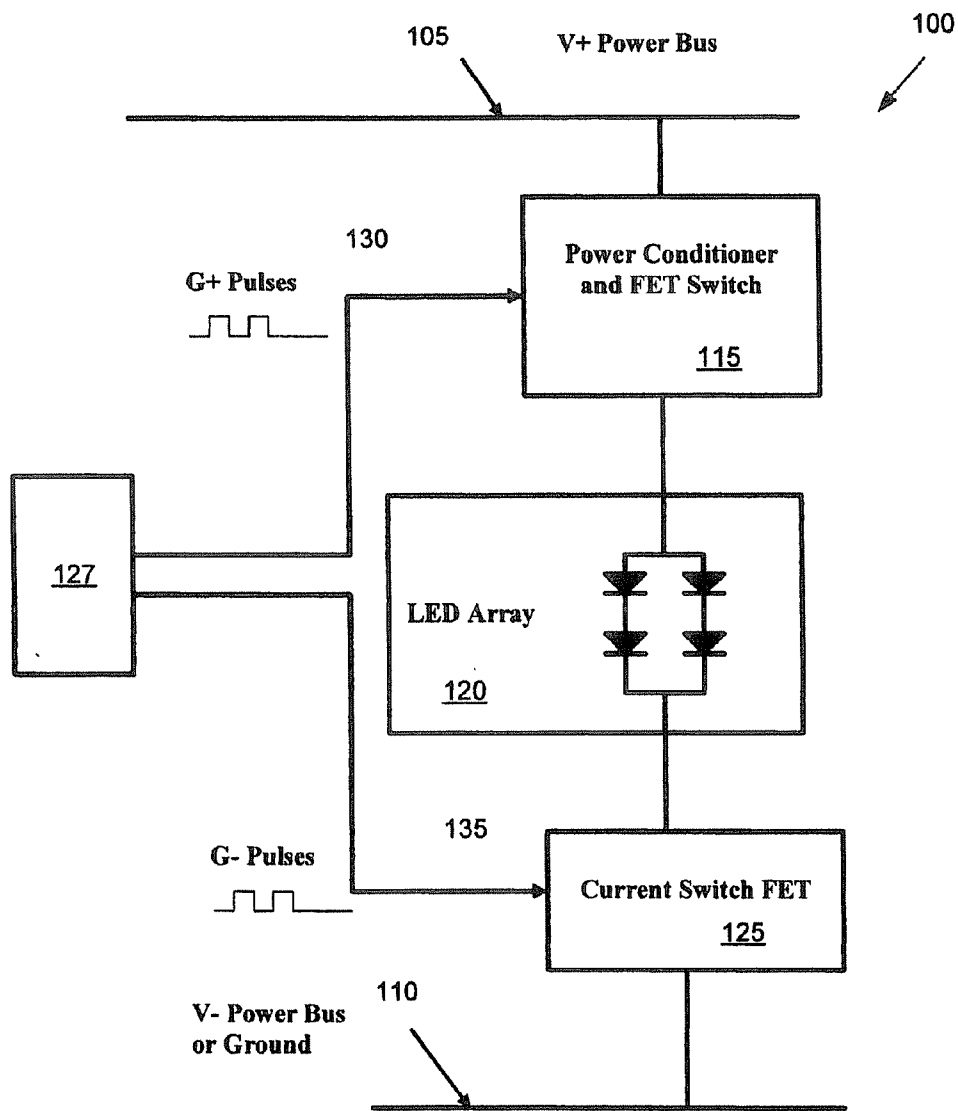 105
V+ Power Bus
100
130
G+ Pulses
Power Conditioner
and FET Switch
115
127
LED Array
120
135
G- Pulses
Current Switch FET
125
110
V- Power Bus
or Ground